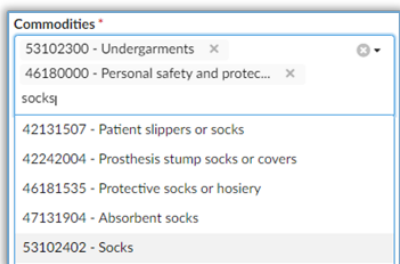 Commodities *
53102300 - Undergarments ×
46180000 - Personal safety and protec... ×
socks
42131507 - Patient slippers or socks
42242004 - Prosthesis stump socks or covers
46181535 - Protective socks or hosiery
47131904 - Absorbent socks
53102402 - Socks